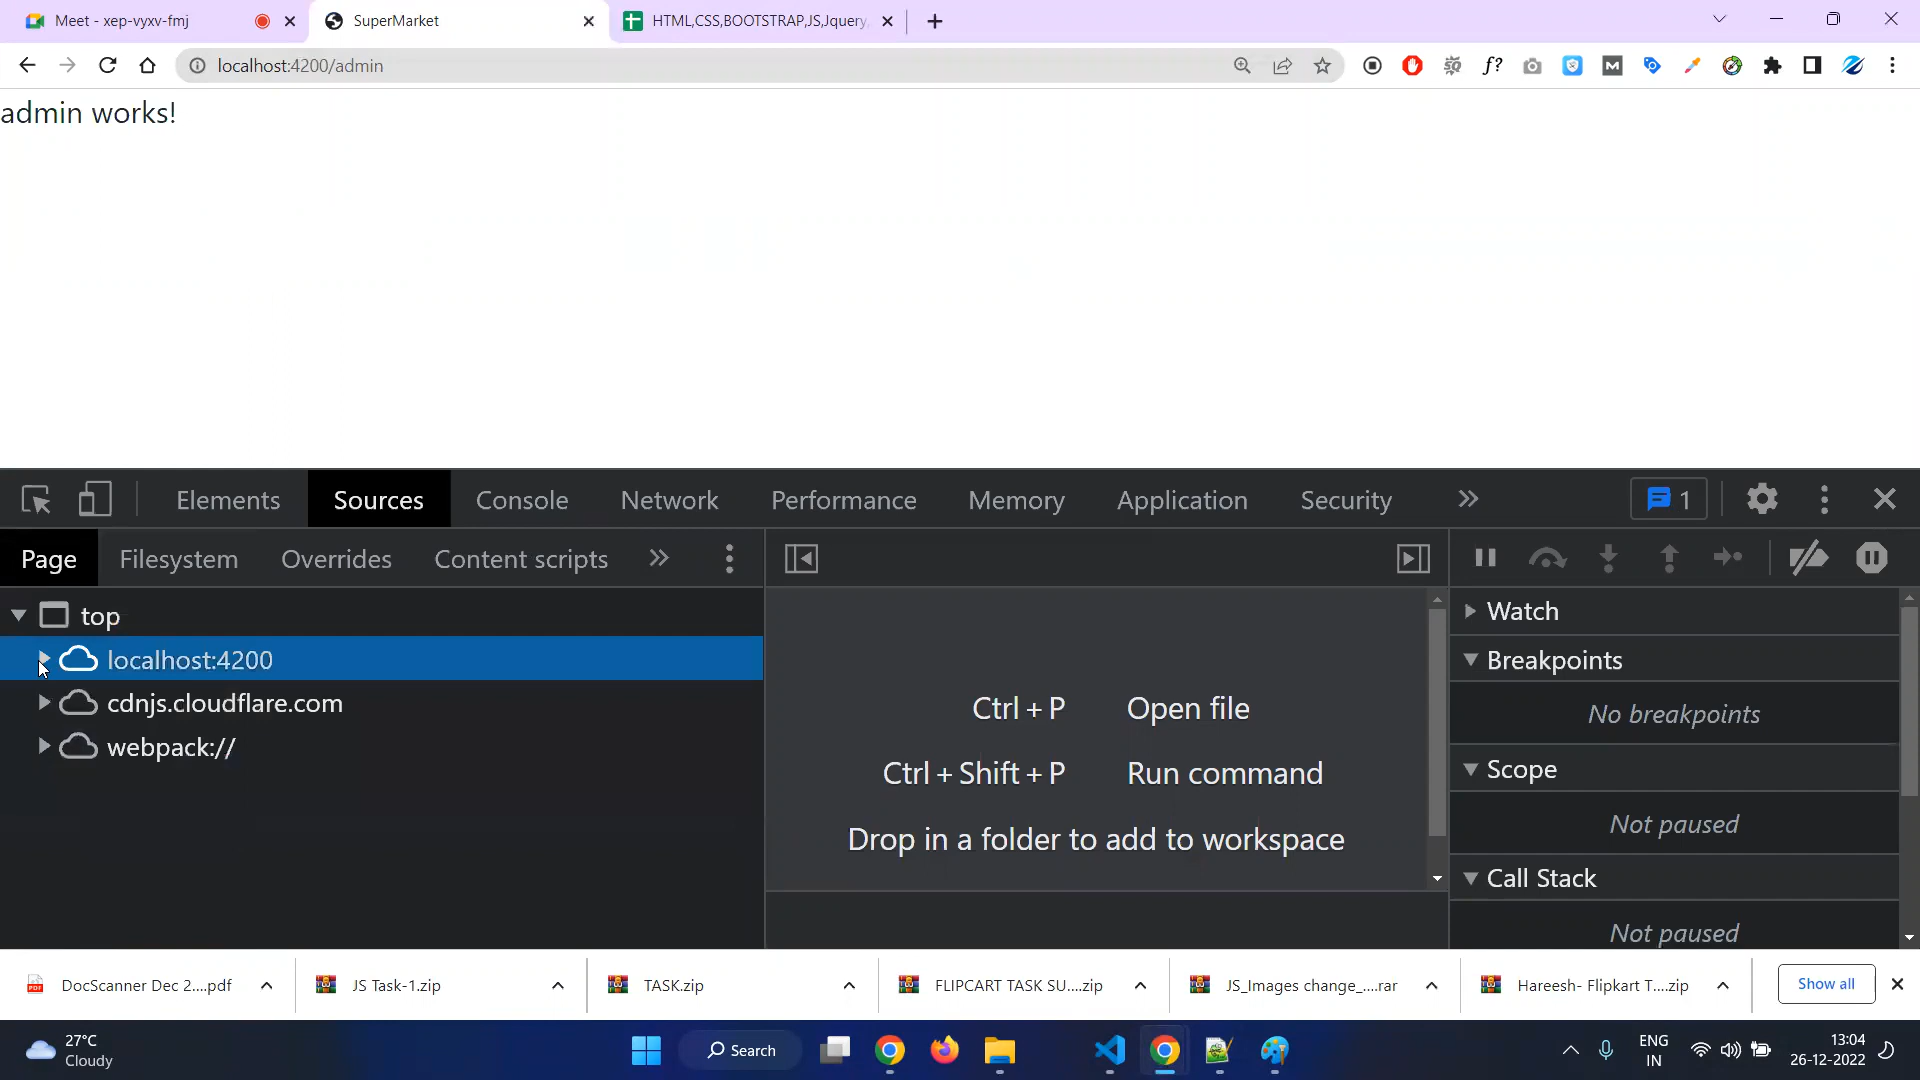 Meet - xep-vyxv-fmj
SuperMarket
HTML,CSS,BOOTSTRAP,JS,Jquery,
localhost:4200/admin
admin works!
Elements
Sources
Console
Network
Performance
Memory
Application
Security
1
Page
Filesystem
Overrides
Content scripts
top
localhost:4200
cdnjs.cloudflare.com
webpack://
Ctrl + P Open file
Ctrl + Shift + P Run command
Drop in a folder to add to workspace
Watch
Breakpoints
No breakpoints
Scope
Not paused
Call Stack
Not paused
DocScanner Dec 2....pdf
JS Task-1.zip
TASK.zip
FLIPCART TASK SU....zip
JS_Images change_....rar
Hareesh- Flipkart T....zip
Show all
27°C
Cloudy
Search
ENG
IN
13:04
26-12-2022